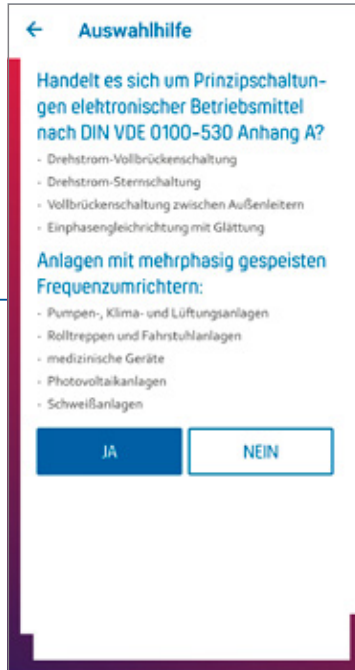 ← Auswahlhilfe
Handelt es sich um Prinzipschaltun-
gen elektronischer Betriebsmittel
nach DIN VDE 0100-530 Anhang A?
- Drehstrom-Vollbrückenschaltung
- Drehstrom-Sternschaltung
- Vollbrückenschaltung zwischen Außenleitern
- Einphasengleichrichtung mit Glättung
Anlagen mit mehrphasig gespeisten
Frequenzumrichtern:
- Pumpen-, Klima- und Lüftungsanlagen
- Rolltreppen und Fahrstuhlanlagen
- medizinische Geräte
- Photovoltaikanlagen
- Schweißanlagen
JA
NEIN